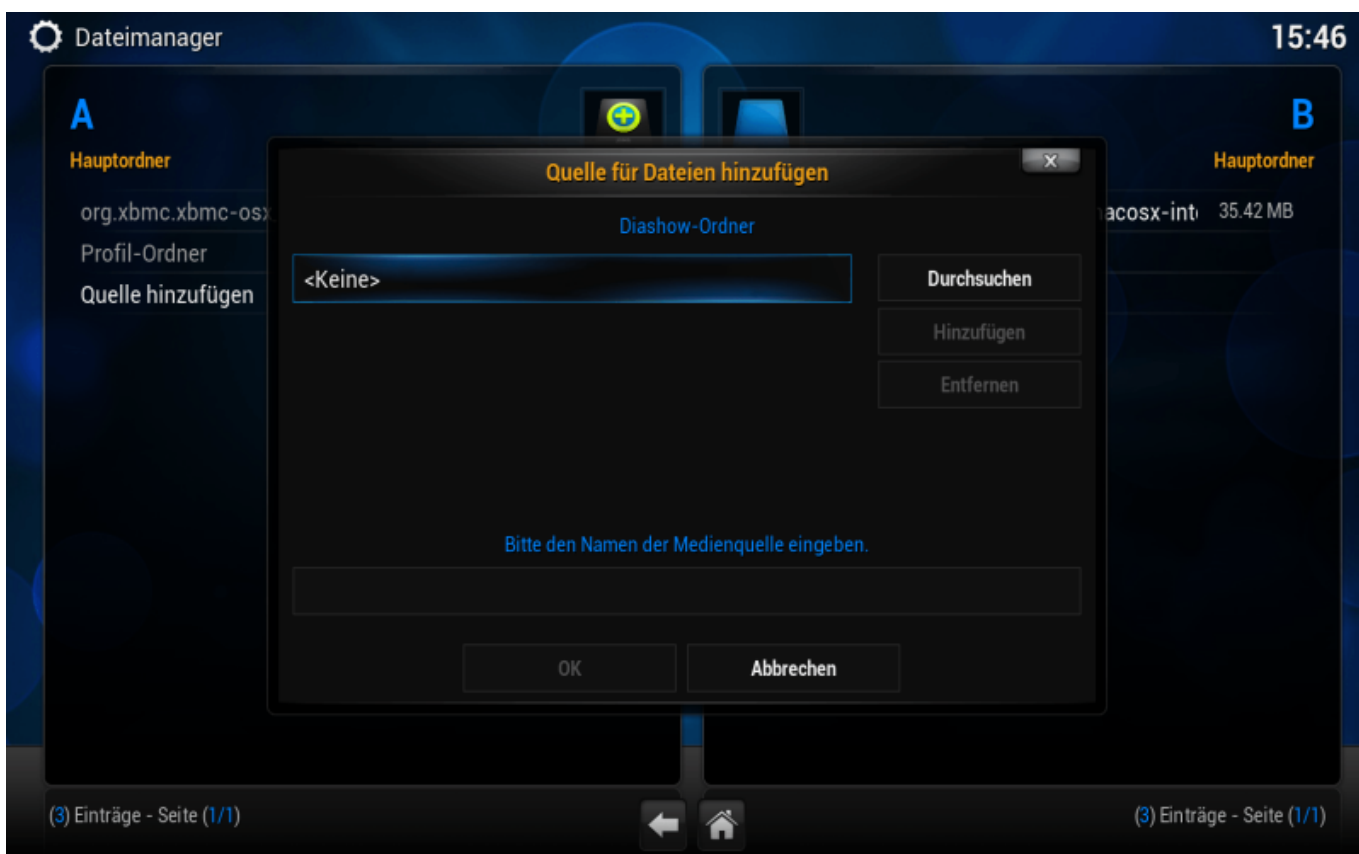 Dateimanager
15:46
A
B
Hauptordner
Hauptordner
Quelle für Dateien hinzufügen
X
org.xbmc.xbmc-osx
acosx-int
35.42 MB
Diashow-Ordner
Profil-Ordner
<Keine>
Durchsuchen
Quelle hinzufügen
Hinzufügen
Entfernen
Bitte den Namen der Medienquelle eingeben.
OK
Abbrechen
(3) Einträge - Seite (1/1)
(3) Einträge - Seite (1/1)